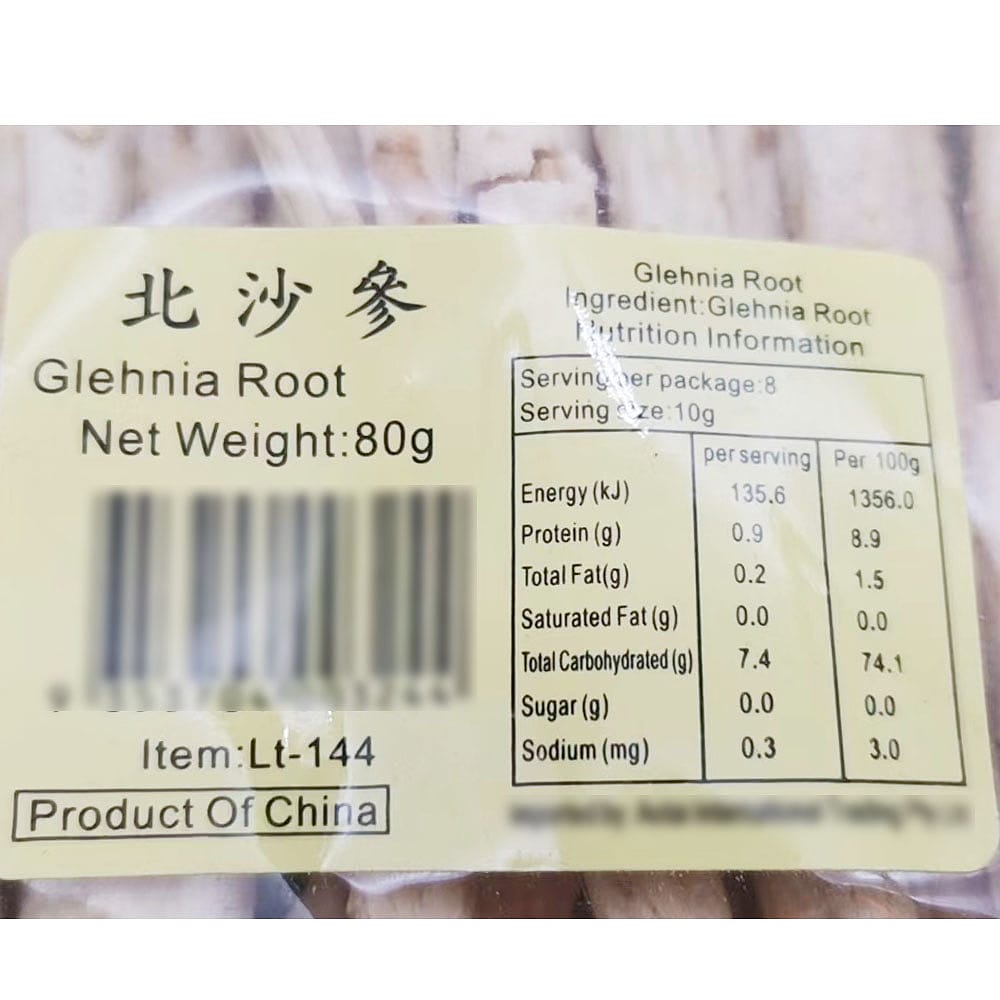 北沙參
Glehnia Root
Net Weight:80g
Item:Lt-144
Product Of China
Glehnia Root
Ingredient:Glehnia Root
Nutrition Information
Serving per package:8
Serving size:10g
per serving Per 100g
Energy (kJ) 135.6 1356.0
Protein (g) 0.9 8.9
Total Fat(g) 0.2 1.5
Saturated Fat (g) 0.0 0.0
Total Carbohydrated (g) 7.4 74.1
Sugar (g) 0.0 0.0
Sodium (mg) 0.3 3.0